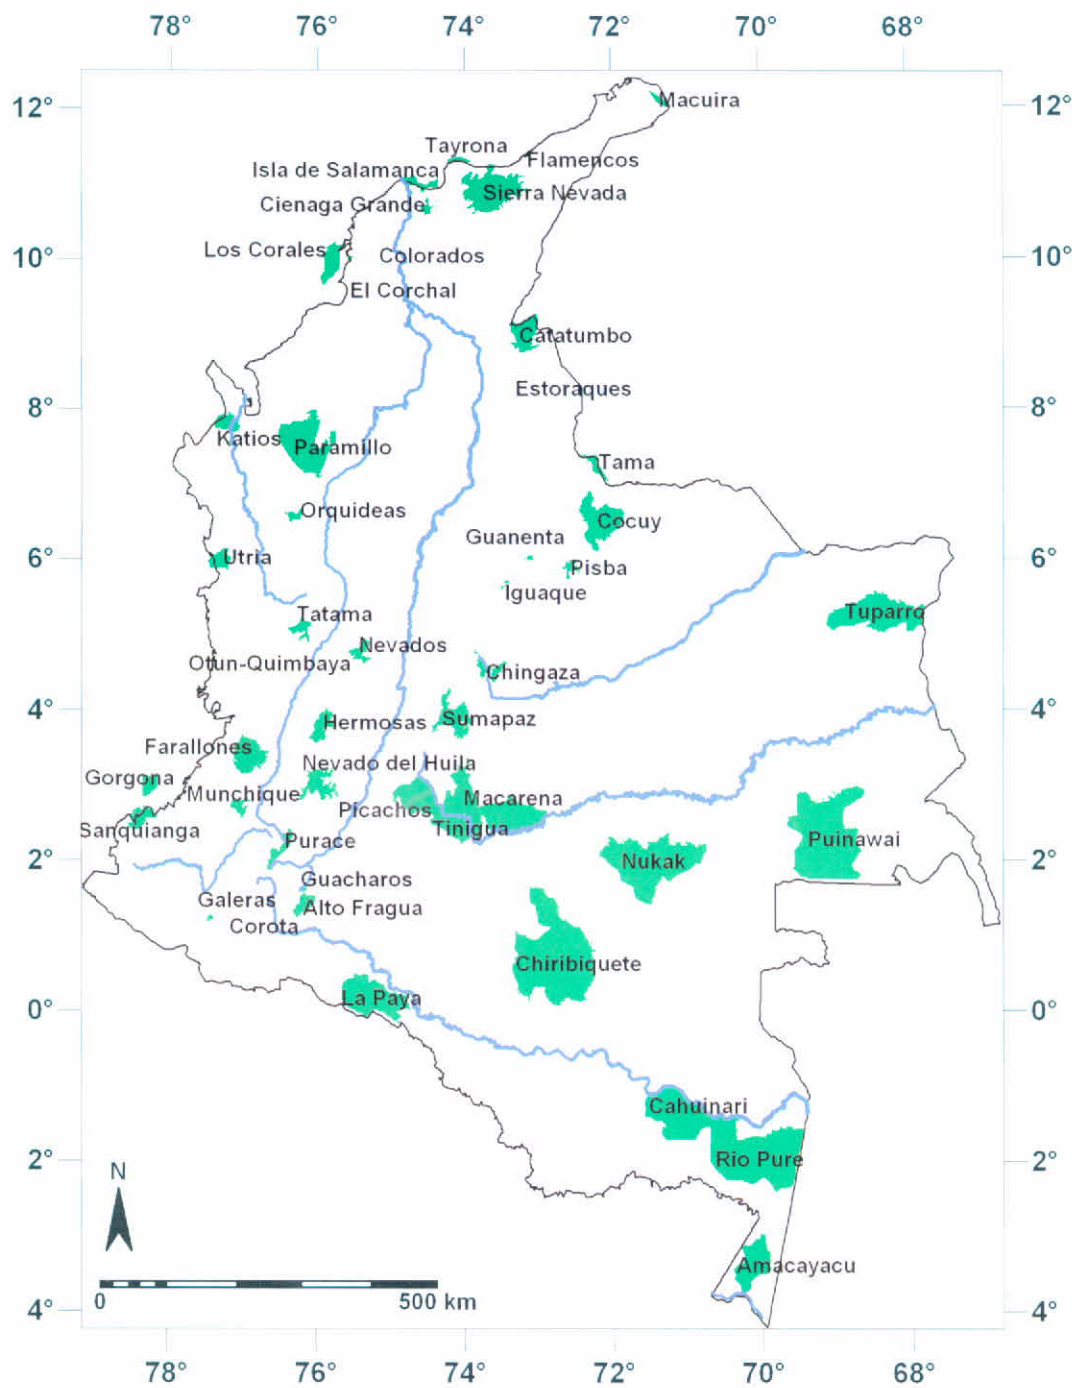 78° 76° 74° 72° 70° 68°
12° Macuira 12°
Tayrona
Flamencos
Isla de Salamanca
Sierra Nevada
Cienaga Grande
Los Corales
10° Colorados 10°
El Corchal
Catatumbo
Estoraques
8° 8°
Katios
Paramillo
Tama
Orquideas
Cocuy
Guanenta
6° Utria 6°
Pisba
Iguaque
Tatama
Tuparro
Nevados
Otun-Quimbaya
Chingaza
4° Hermosas Sumapaz 4°
Farallones
Nevado del Huila
Gorgona
Munchique
Macarena
Picachos
Sanquianga
Tinigua
Purace
Puinawai
2° Nukak 2°
Guacharos
Galeras
Alto Fragua
Corota
Chiribiquete
0° La Paya 0°
Cahuinari
2° Rio Pure 2°
N
Amacayacu
0 500 km
4° 4°
78° 76° 74° 72° 70° 68°